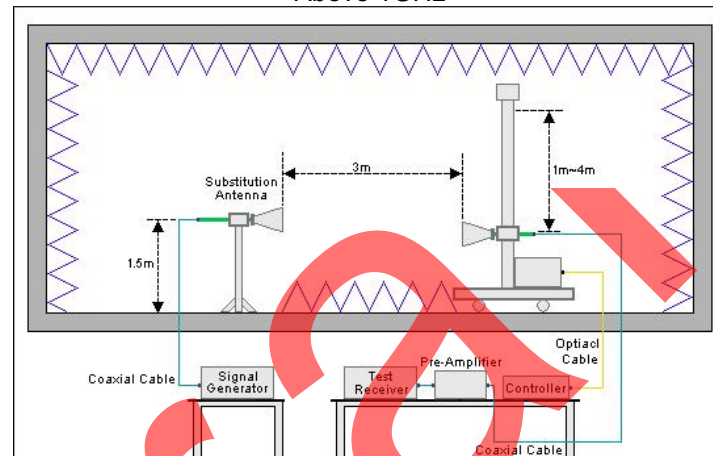 Above 1GHz
3m
1m~4m
Substitution
Antenna
1.5m
Optiacl
Cable
Coaxial Cable
Signal
Generator
Test
Receiver
Pre-Amplifier
Controller
Coaxial Cable